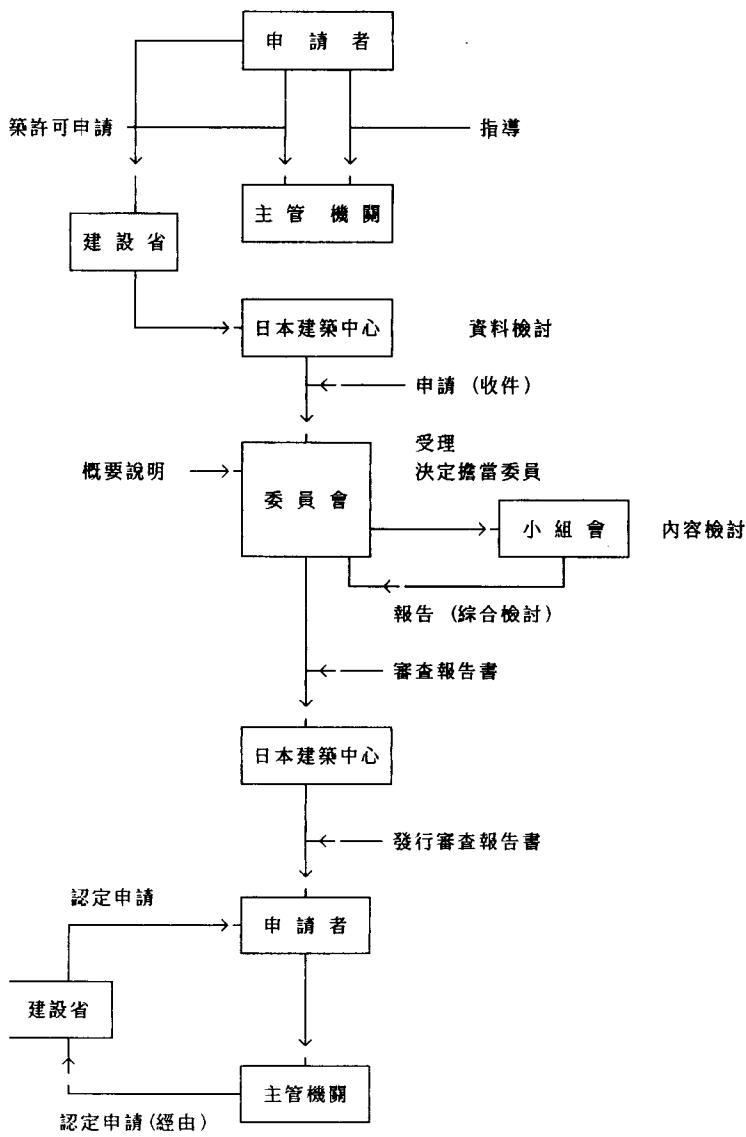 申請者
築許可申請
指導
主管機關
建設省
日本建築中心
資料檢討
申請（收件）
受理
概要說明
決定擔當委員
委員會
小組會
內容檢討
報告（綜合檢討）
審查報告書
日本建築中心
發行審查報告書
認定申請
申請者
建設省
主管機關
認定申請（經由）